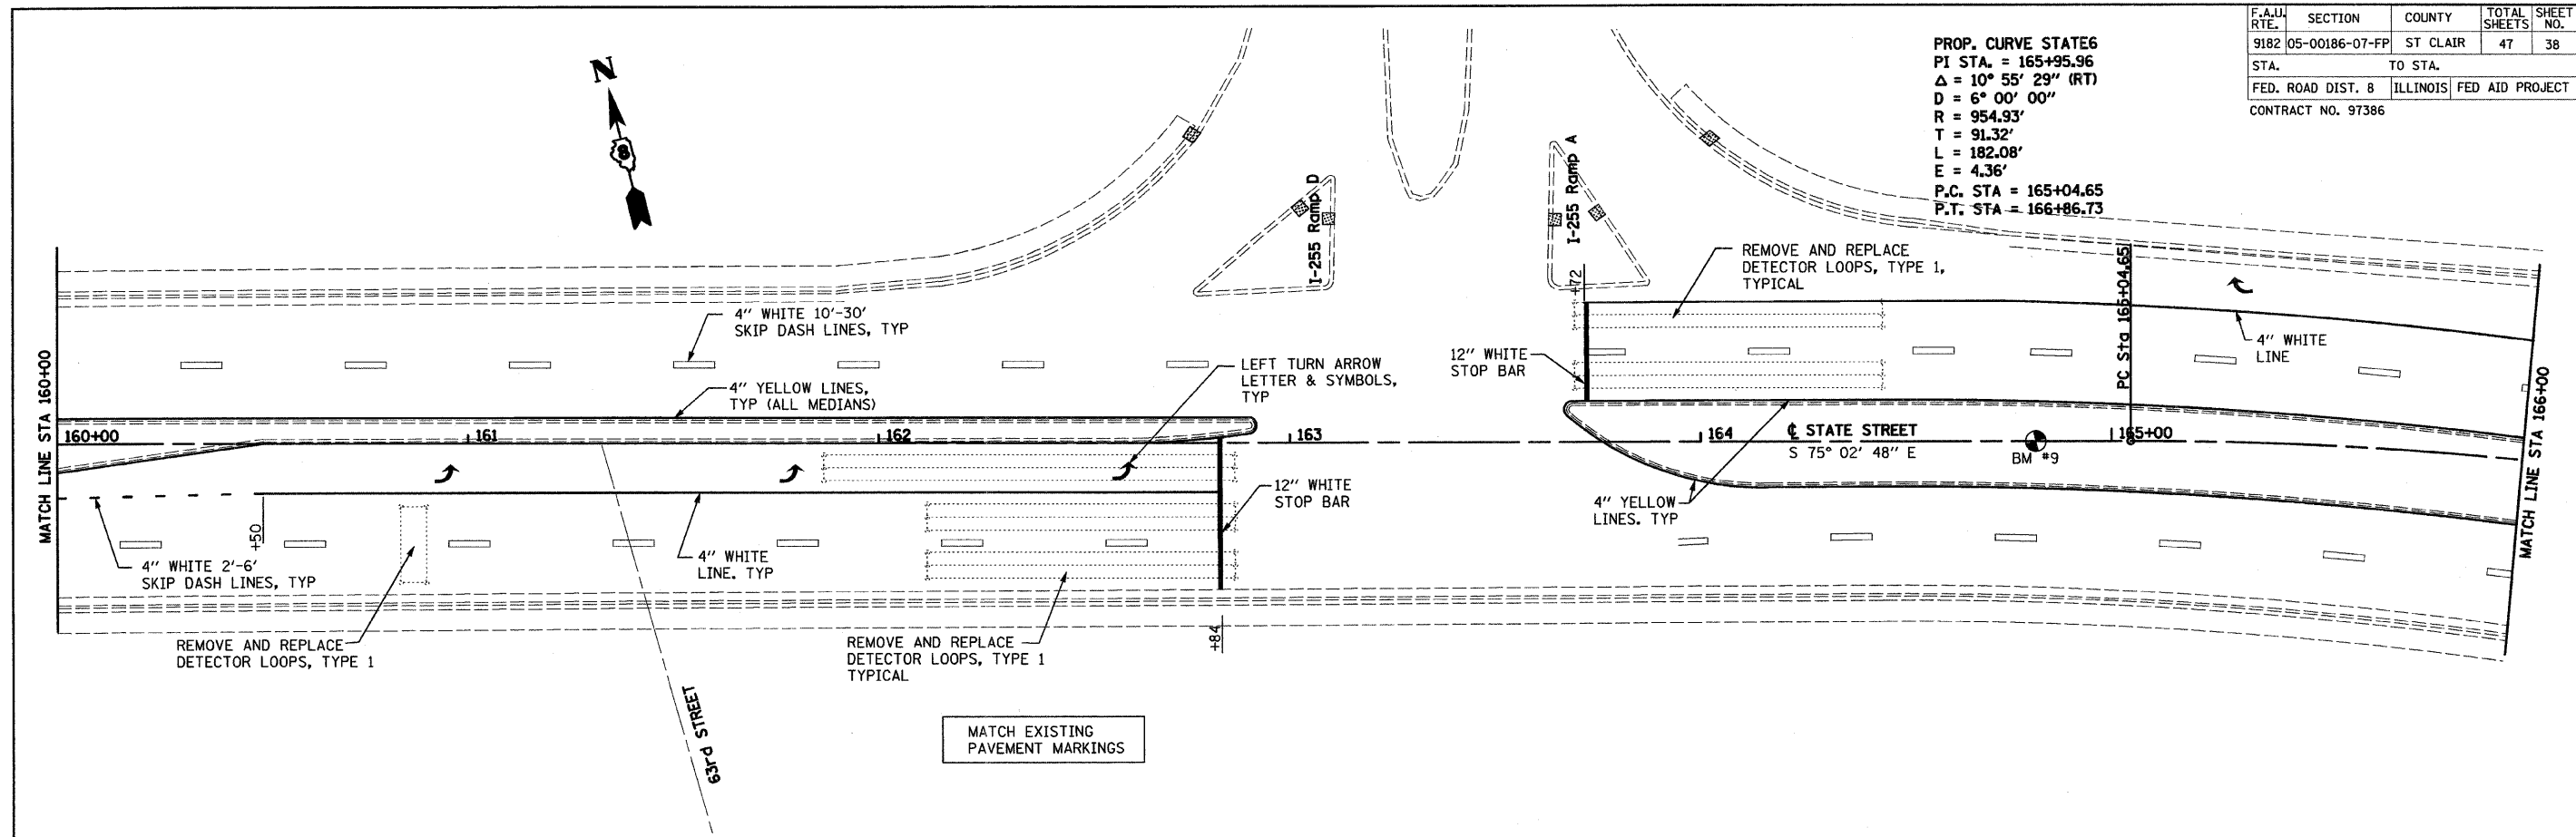 F.A.U. RTE. SECTION COUNTY TOTAL SHEETS SHEET NO.
9182 05-00186-07-FP ST CLAIR 47 38
STA. TO STA.
FED. ROAD DIST. 8 ILLINOIS FED AID PROJECT
CONTRACT NO. 97386
PROP. CURVE STATE6
PI STA. = 165+95.96
Δ = 10° 55' 29" (RT)
D = 6° 00' 00"
R = 954.93'
T = 91.32'
L = 182.08'
E = 4.36'
P.C. STA = 165+04.65
P.T. STA = 166+86.73
N
8
I-255 Ramp D
I-255 Ramp A
+72
REMOVE AND REPLACE
DETECTOR LOOPS, TYPE 1,
TYPICAL
PC Sta 165+04.65
4" WHITE
LINE
4" WHITE 10'-30'
SKIP DASH LINES, TYP
4" YELLOW LINES,
TYP (ALL MEDIANS)
LEFT TURN ARROW
LETTER & SYMBOLS,
TYP
12" WHITE
STOP BAR
MATCH LINE STA 160+00
160+00
161
162
163
164
℄ STATE STREET
S 75° 02' 48" E
BM #9
165+00
MATCH LINE STA 166+00
+50
4" WHITE 2'-6'
SKIP DASH LINES, TYP
4" WHITE
LINE. TYP
12" WHITE
STOP BAR
4" YELLOW
LINES. TYP
REMOVE AND REPLACE
DETECTOR LOOPS, TYPE 1
REMOVE AND REPLACE
DETECTOR LOOPS, TYPE 1
TYPICAL
+84
63rd STREET
MATCH EXISTING
PAVEMENT MARKINGS